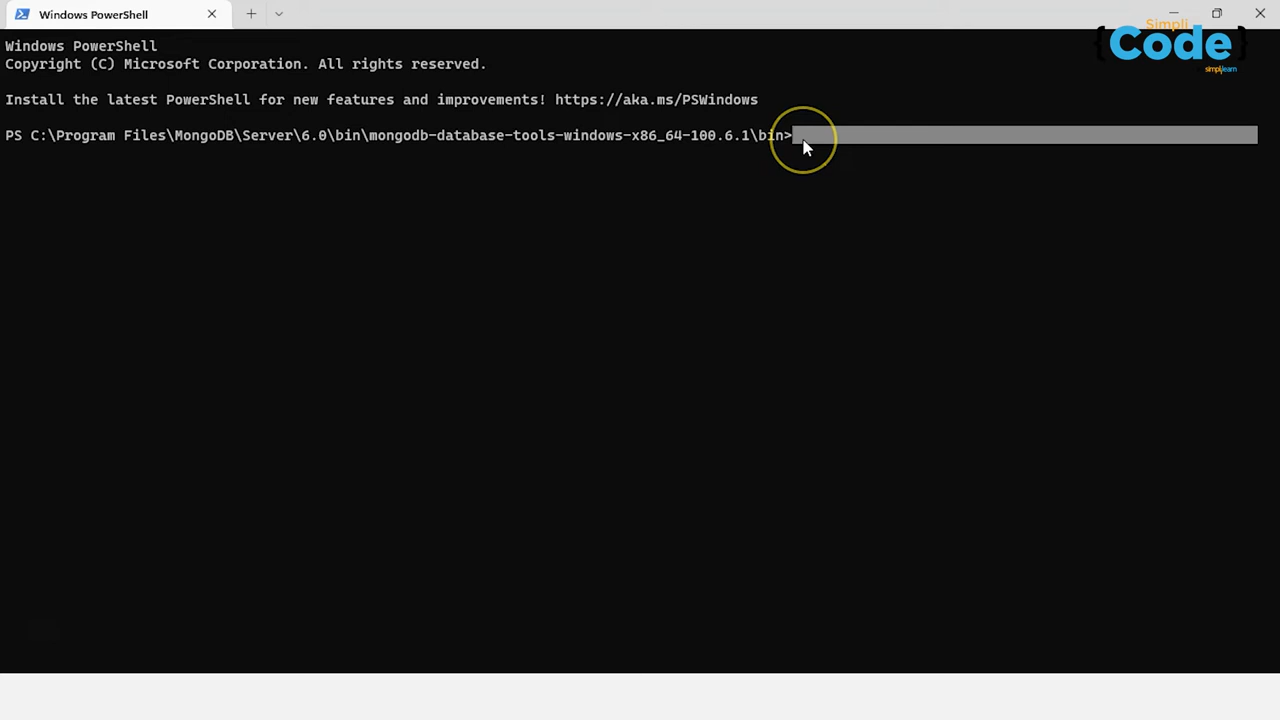 Windows PowerShell
Simpli
{Code}
simplilearn
Windows PowerShell
Copyright (C) Microsoft Corporation. All rights reserved.
Install the latest PowerShell for new features and improvements! https://aka.ms/PSWindows
PS C:\Program Files\MongoDB\Server\6.0\bin\mongodb-database-tools-windows-x86_64-100.6.1\bin>